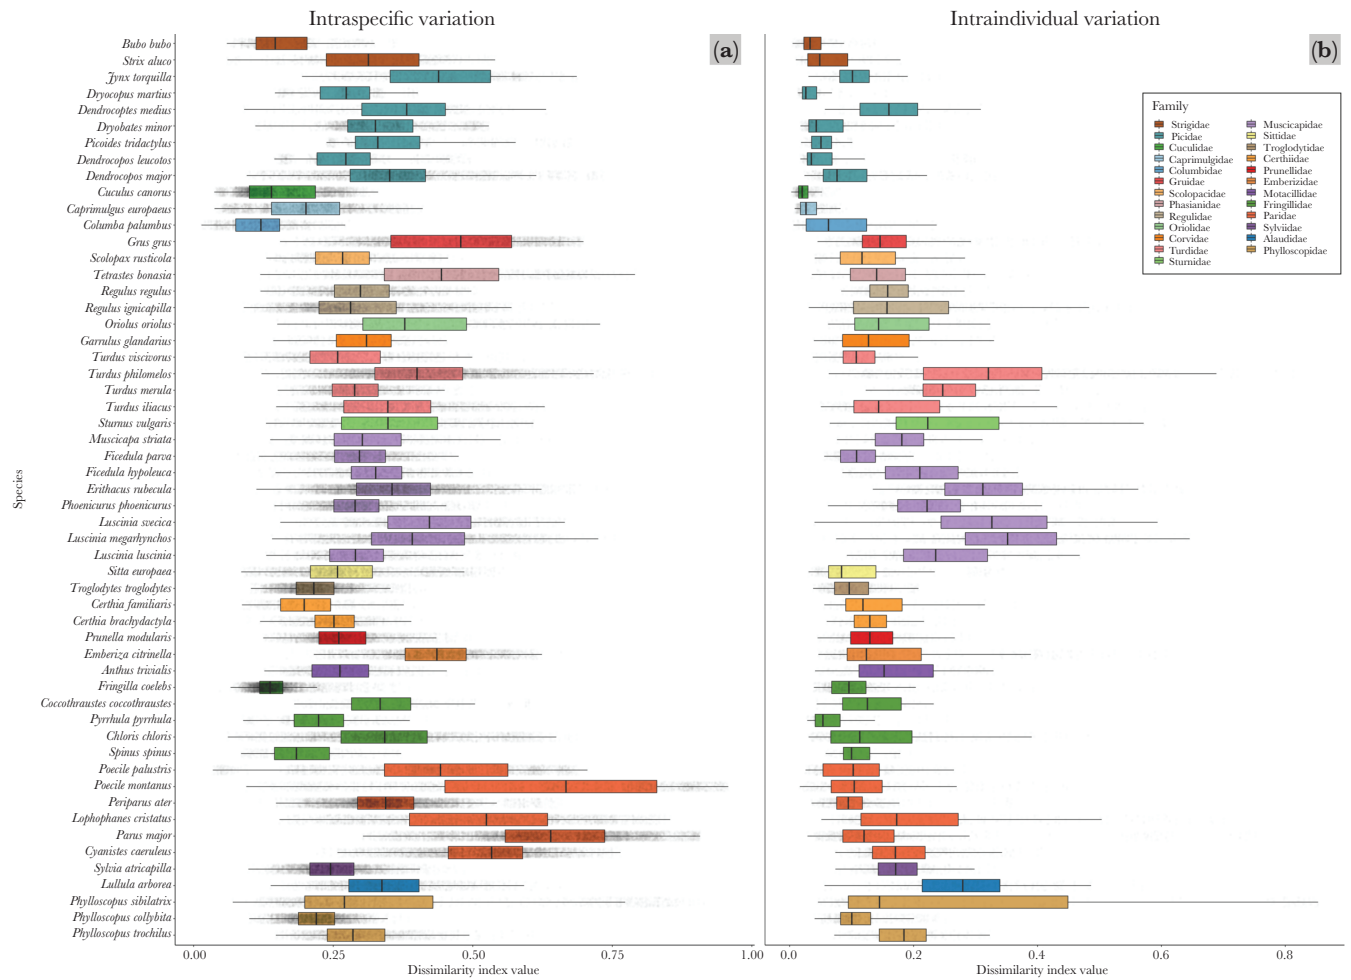 Intraspecific variation
Intraindividual variation
(a)
(b)
Species
Bubo bubo
Strix aluco
Jynx torquilla
Dryocopus martius
Dendrocoptes medius
Dryobates minor
Picoides tridactylus
Dendrocopos leucotos
Dendrocopos major
Cuculus canorus
Caprimulgus europaeus
Columba palumbus
Grus grus
Scolopax rusticola
Tetrastes bonasia
Regulus regulus
Regulus ignicapilla
Oriolus oriolus
Garrulus glandarius
Turdus viscivorus
Turdus philomelos
Turdus merula
Turdus iliacus
Sturnus vulgaris
Muscicapa striata
Ficedula parva
Ficedula hypoleuca
Erithacus rubecula
Phoenicurus phoenicurus
Luscinia svecica
Luscinia megarhynchos
Luscinia luscinia
Sitta europaea
Troglodytes troglodytes
Certhia familiaris
Certhia brachydactyla
Prunella modularis
Emberiza citrinella
Anthus trivialis
Fringilla coelebs
Coccothraustes coccothraustes
Pyrrhula pyrrhula
Chloris chloris
Spinus spinus
Poecile palustris
Poecile montanus
Periparus ater
Lophophanes cristatus
Parus major
Cyanistes caeruleus
Sylvia atricapilla
Lullula arborea
Phylloscopus sibilatrix
Phylloscopus collybita
Phylloscopus trochilus
0.00 0.25 0.50 0.75 1.00
Dissimilarity index value
0.0 0.2 0.4 0.6 0.8
Dissimilarity index value
Family
Strigidae
Picidae
Cuculidae
Caprimulgidae
Columbidae
Gruidae
Scolopacidae
Phasianidae
Regulidae
Oriolidae
Corvidae
Turdidae
Sturnidae
Muscicapidae
Sittidae
Troglodytidae
Certhiidae
Prunellidae
Emberizidae
Motacillidae
Fringillidae
Paridae
Sylviidae
Alaudidae
Phylloscopidae